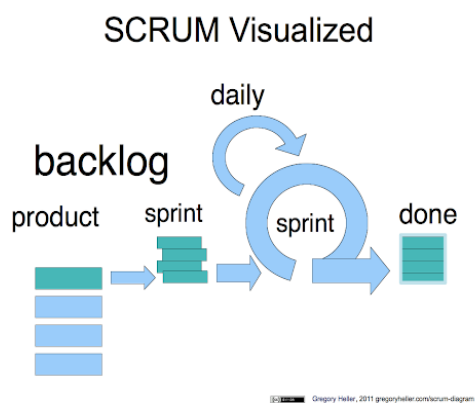 SCRUM Visualized
daily
backlog
product
sprint
sprint
done
Gregory Heller, 2011 gregoryheller.com/scrum-diagram